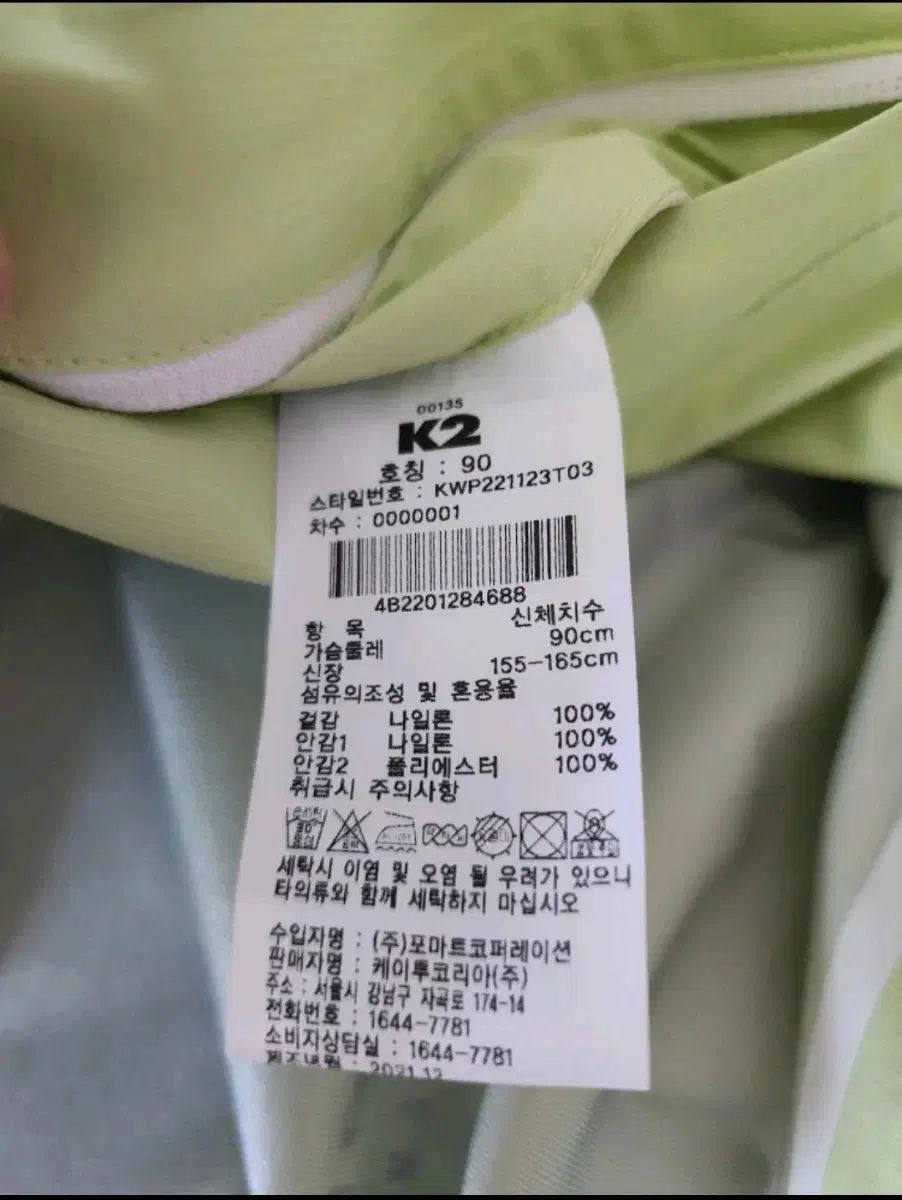 00135
K2
호칭 : 90
스타일번호 : KWP221123T03
차수 : 0000001
4B2201284688
항 목 신체치수
가슴둘레 90cm
신장 155-165cm
섬유의조성 및 혼용율
겉감 나일론 100%
안감1 나일론 100%
안감2 폴리에스터 100%
취급시 주의사항
세탁시 이염 및 오염 될 우려가 있으니
타의류와 함께 세탁하지 마십시오
수입자명 : (주)포마트코퍼레이션
판매자명 : 케이투코리아(주)
주소 : 서울시 강남구 자곡로 174-14
전화번호 : 1644-7781
소비자상담실 : 1644-7781
제조년월 : 2021.12